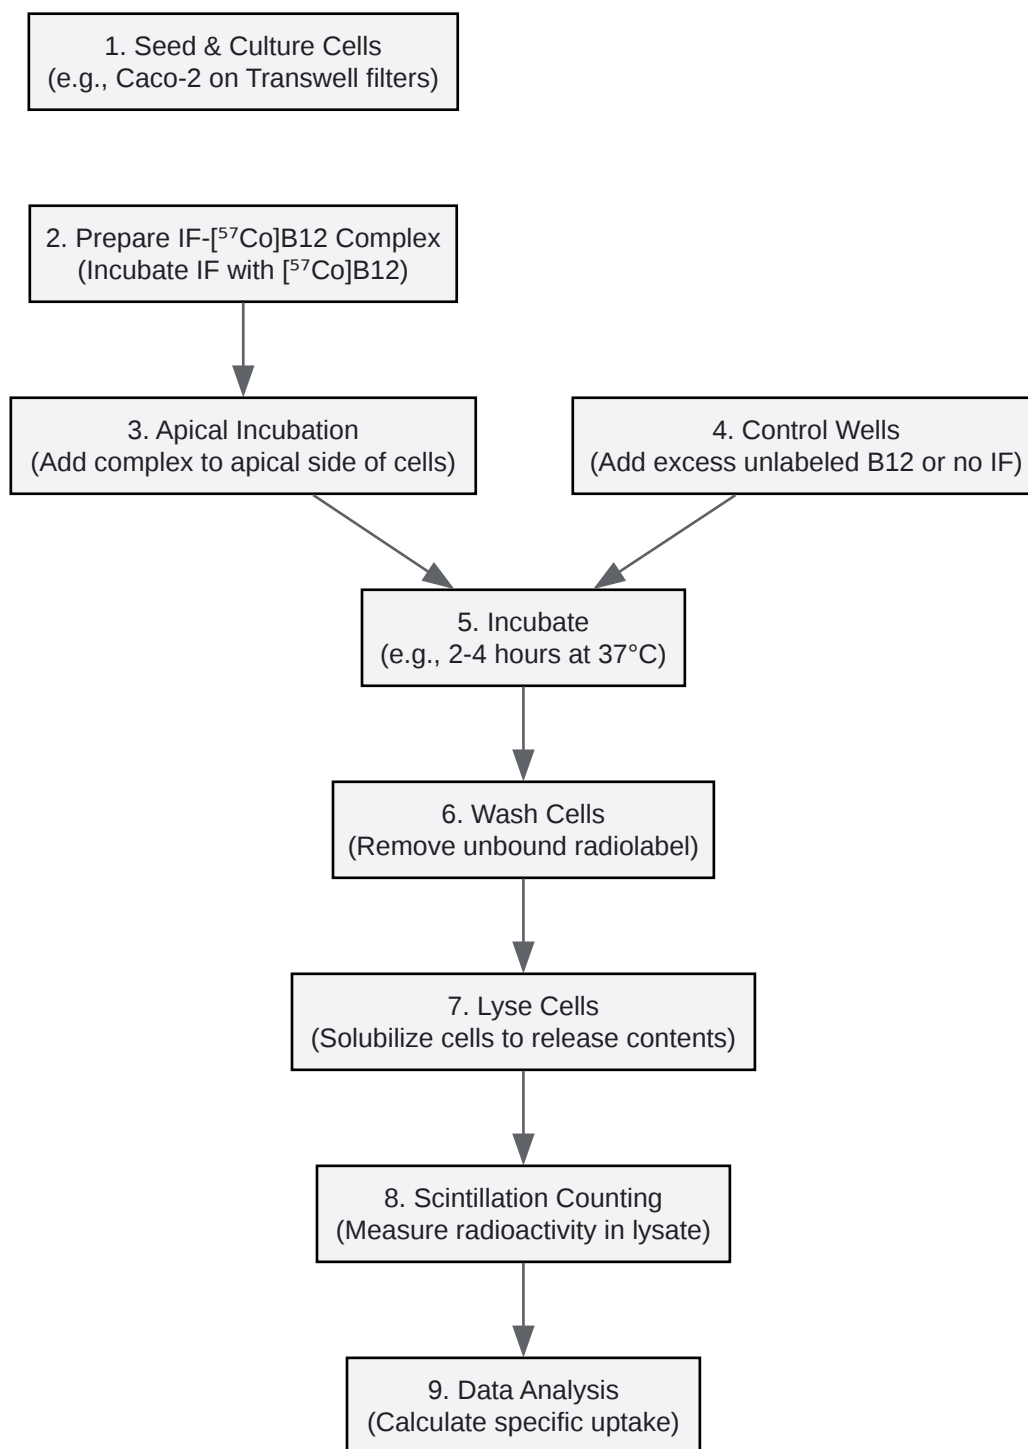 1. Seed & Culture Cells
(e.g., Caco-2 on Transwell filters)
2. Prepare IF-[⁵⁷Co]B12 Complex
(Incubate IF with [⁵⁷Co]B12)
3. Apical Incubation
(Add complex to apical side of cells)
4. Control Wells
(Add excess unlabeled B12 or no IF)
5. Incubate
(e.g., 2-4 hours at 37°C)
6. Wash Cells
(Remove unbound radiolabel)
7. Lyse Cells
(Solubilize cells to release contents)
8. Scintillation Counting
(Measure radioactivity in lysate)
9. Data Analysis
(Calculate specific uptake)